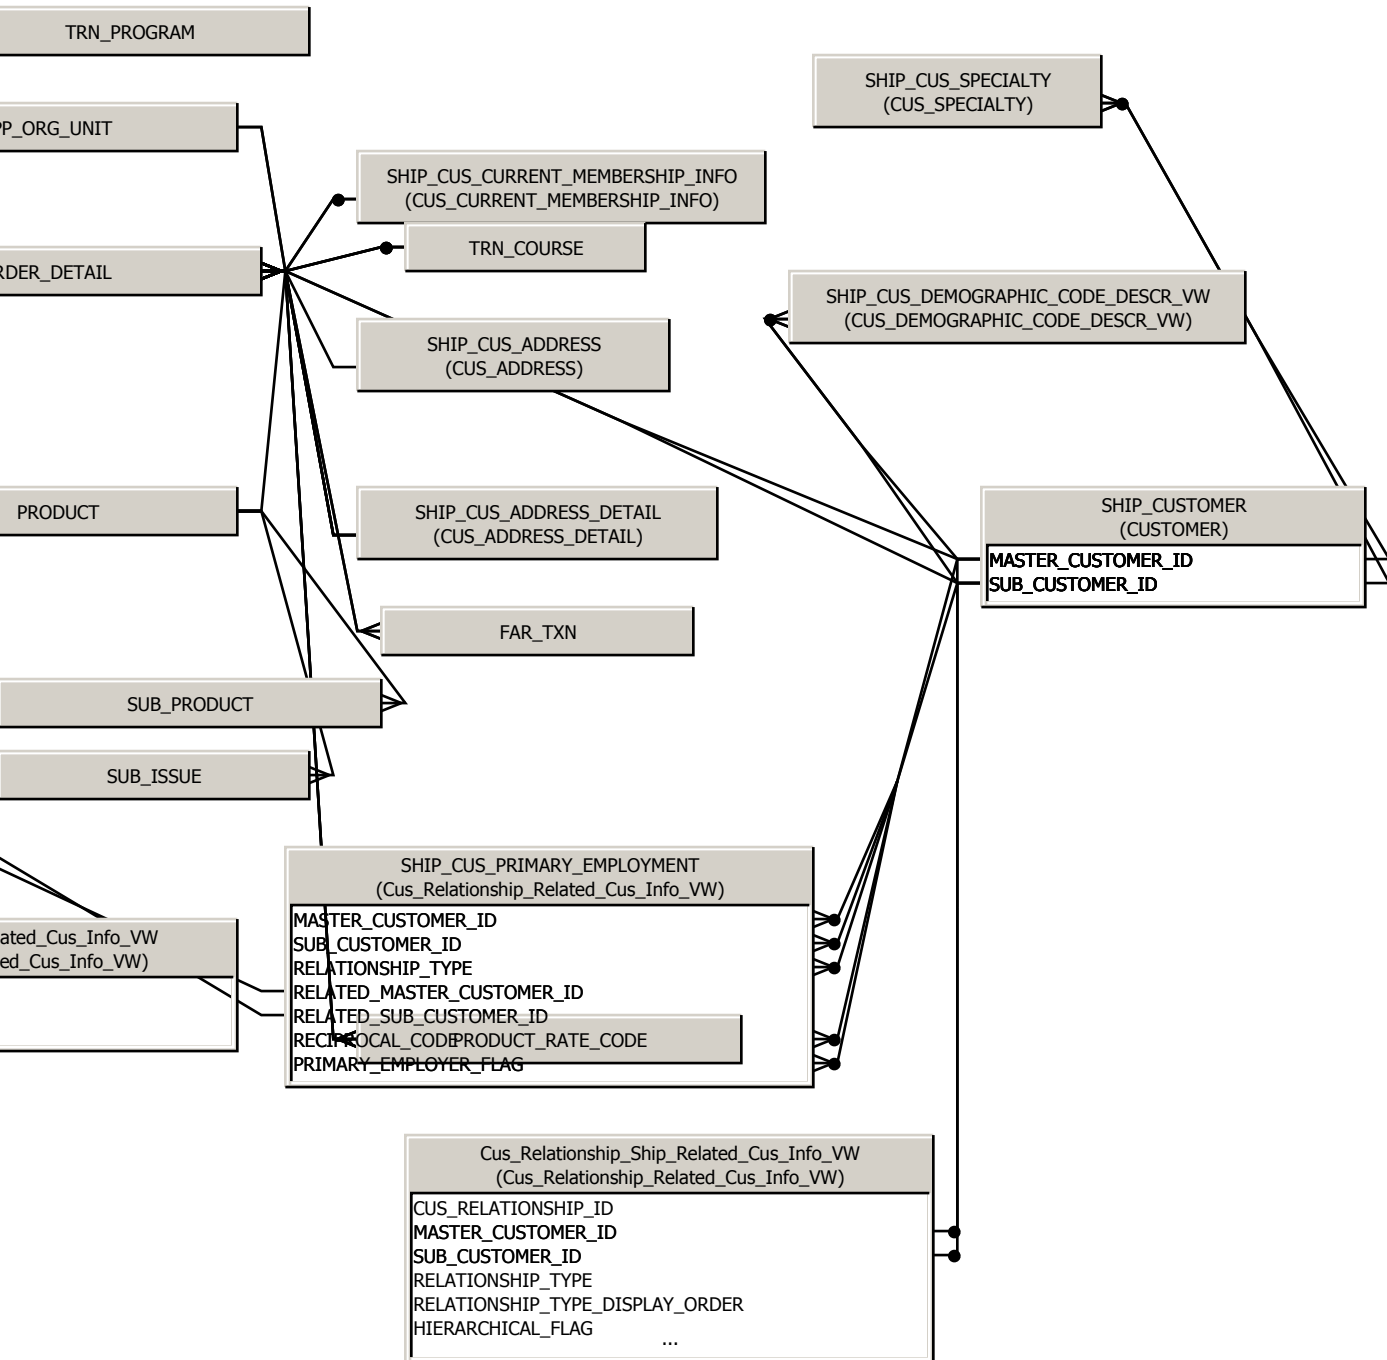 TRN_PROGRAM
SHIP_CUS_SPECIALTY
(CUS_SPECIALTY)
P_ORG_UNIT
SHIP_CUS_CURRENT_MEMBERSHIP_INFO
(CUS_CURRENT_MEMBERSHIP_INFO)
TRN_COURSE
RDER_DETAIL
SHIP_CUS_DEMOGRAPHIC_CODE_DESCR_VW
(CUS_DEMOGRAPHIC_CODE_DESCR_VW)
SHIP_CUS_ADDRESS
(CUS_ADDRESS)
PRODUCT
SHIP_CUS_ADDRESS_DETAIL
(CUS_ADDRESS_DETAIL)
SHIP_CUSTOMER
(CUSTOMER)
MASTER_CUSTOMER_ID
SUB_CUSTOMER_ID
FAR_TXN
SUB_PRODUCT
SUB_ISSUE
SHIP_CUS_PRIMARY_EMPLOYMENT
(Cus_Relationship_Related_Cus_Info_VW)
MASTER_CUSTOMER_ID
SUB_CUSTOMER_ID
RELATIONSHIP_TYPE
RELATED_MASTER_CUSTOMER_ID
RELATED_SUB_CUSTOMER_ID
RECIPROCAL_CODE
PRIMARY_EMPLOYER_FLAG
PRODUCT_RATE_CODE
ated_Cus_Info_VW
ed_Cus_Info_VW)
Cus_Relationship_Ship_Related_Cus_Info_VW
(Cus_Relationship_Related_Cus_Info_VW)
CUS_RELATIONSHIP_ID
MASTER_CUSTOMER_ID
SUB_CUSTOMER_ID
RELATIONSHIP_TYPE
RELATIONSHIP_TYPE_DISPLAY_ORDER
HIERARCHICAL_FLAG
...